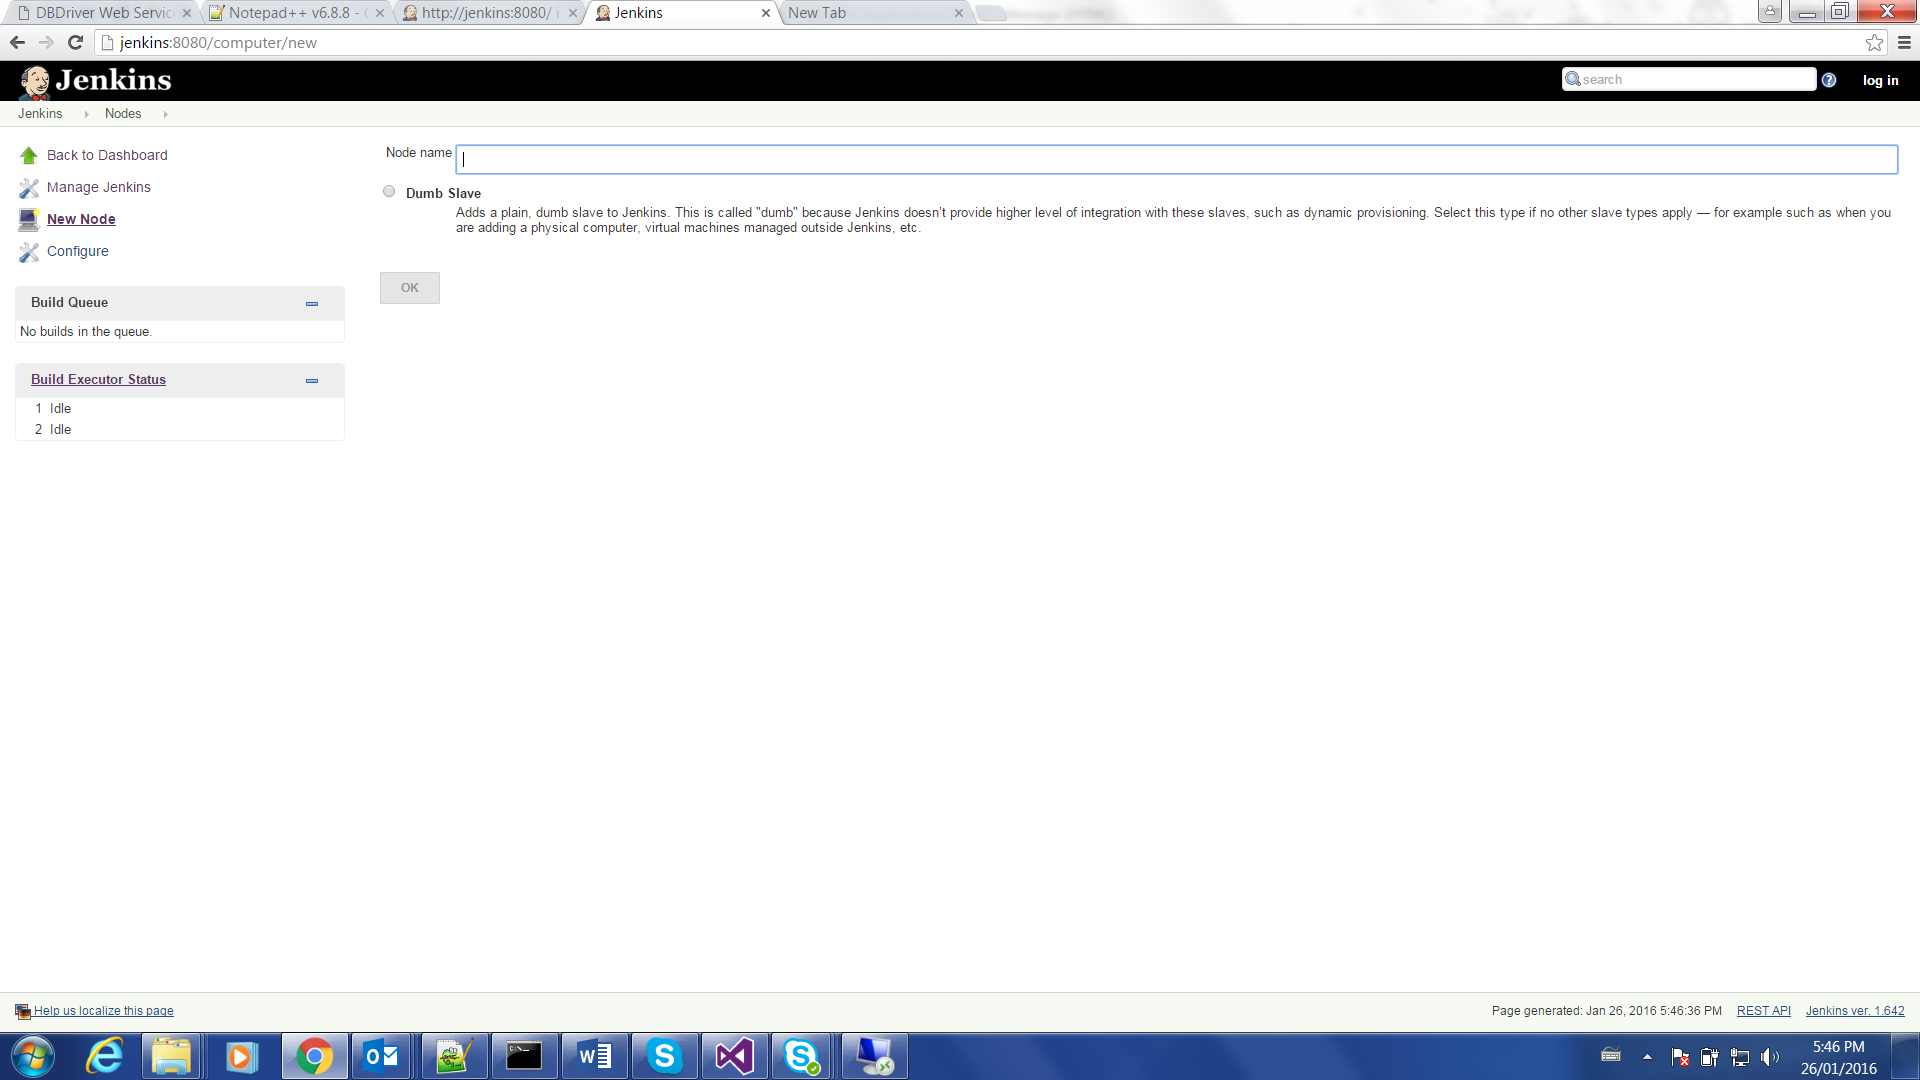 DBDriver Web Servic
Notepad++ v6.8.8 -
http://jenkins:8080/
Jenkins
New Tab
jenkins:8080/computer/new
Jenkins
search
log in
Jenkins
Nodes
Back to Dashboard
Manage Jenkins
New Node
Configure
Build Queue
No builds in the queue.
Build Executor Status
1 Idle
2 Idle
Node name
Dumb Slave
Adds a plain, dumb slave to Jenkins. This is called "dumb" because Jenkins doesn't provide higher level of integration with these slaves, such as dynamic provisioning. Select this type if no other slave types apply — for example such as when you
are adding a physical computer, virtual machines managed outside Jenkins, etc.
OK
Help us localize this page
Page generated: Jan 26, 2016 5:46:36 PM
REST API
Jenkins ver. 1.642
5:46 PM
26/01/2016